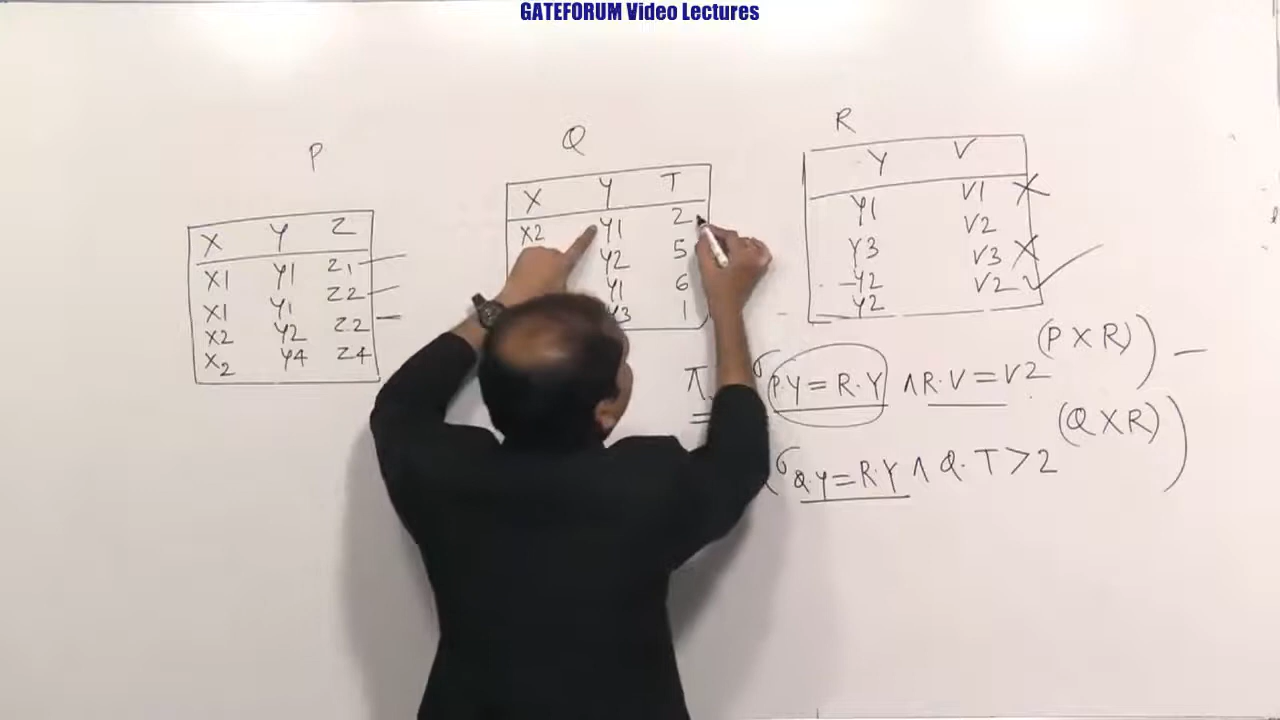 GATEFORUM Video Lectures
P
X Y Z
X1 Y1 Z1
X1 Y1 Z2
X2 Y2 Z2
X2 Y4 Z4
Q
X Y T
X2 Y1 2
Y2 5
Y1 6
Y3 1
R
Y V
Y1 V1
Y3 V2
Y2 V3
Y2 V2
π σ P.Y=R.Y ∧ R.V=V2 (P X R)) —
(σ Q.Y=R.Y ∧ Q.T>2 (Q X R))